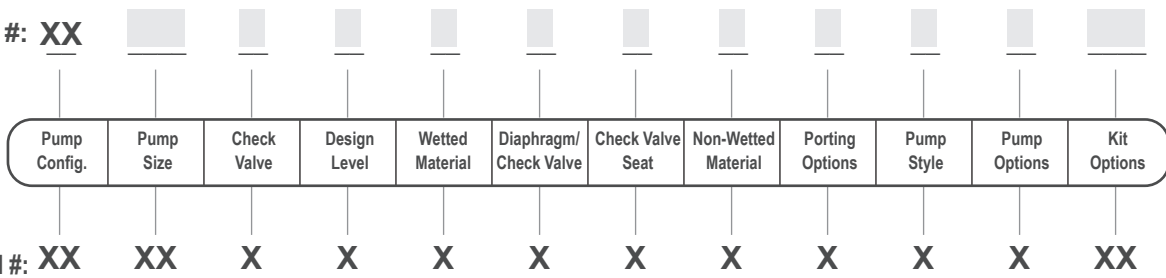 #: XX
Pump Config. Pump Size Check Valve Design Level Wetted Material Diaphragm/ Check Valve Check Valve Seat Non-Wetted Material Porting Options Pump Style Pump Options Kit Options
#: XX XX X X X X X X X X X XX